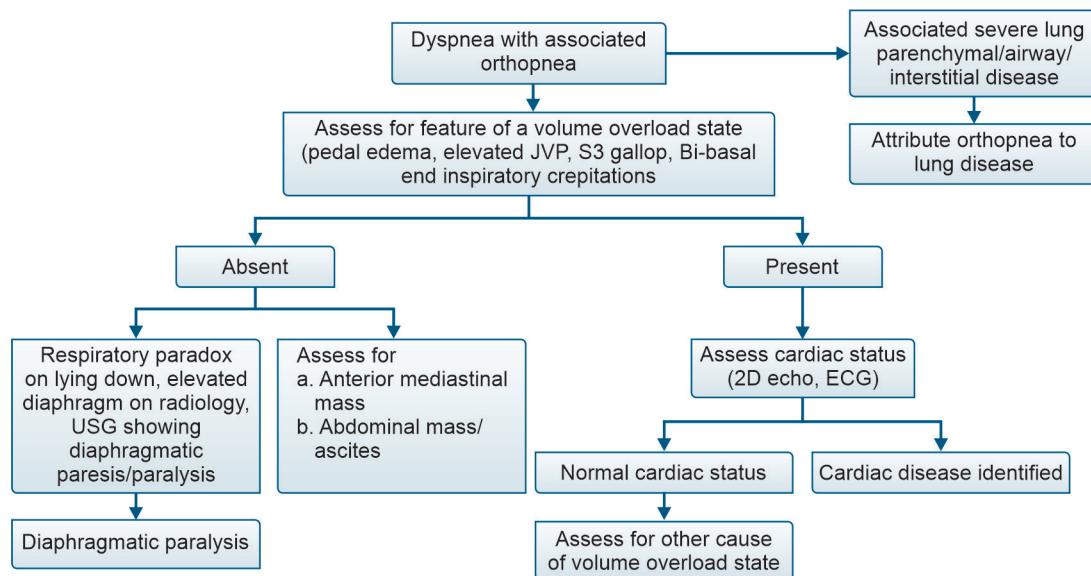 Dyspnea with associated
orthopnea
Associated severe lung
parenchymal/airway/
interstitial disease
Attribute orthopnea to
lung disease
Assess for feature of a volume overload state
(pedal edema, elevated JVP, S3 gallop, Bi-basal
end inspiratory crepitations
Absent
Present
Respiratory paradox
on lying down, elevated
diaphragm on radiology,
USG showing
diaphragmatic
paresis/paralysis
Diaphragmatic paralysis
Assess for
a. Anterior mediastinal
mass
b. Abdominal mass/
ascites
Assess cardiac status
(2D echo, ECG)
Normal cardiac status
Cardiac disease identified
Assess for other cause
of volume overload state